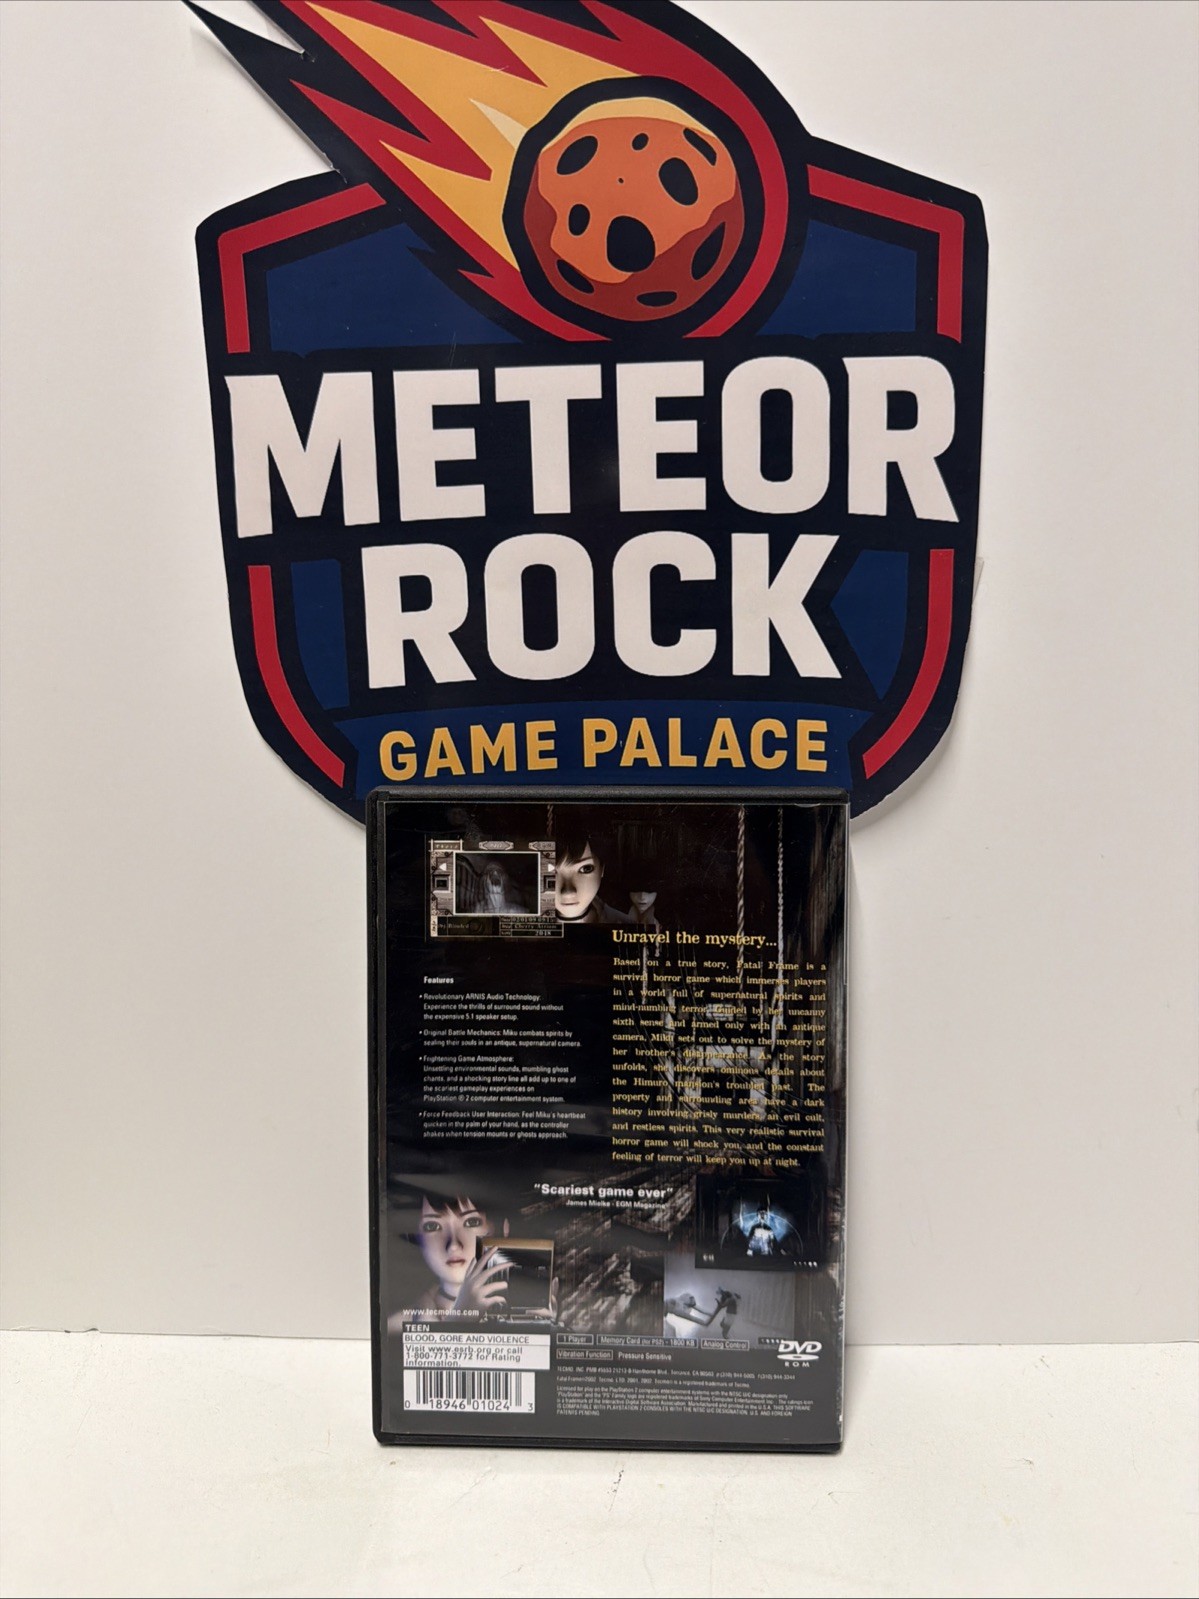 METEOR
ROCK
GAME PALACE
Unravel the mystery...
Based on a true story, Fatal Frame is a
survival horror game which immerses players
in a world full of supernatural spirits and
mind-numbing terror. Guided by her uncanny
sixth sense and armed only with an antique
camera, Miku sets out to solve the mystery of
her brother's disappearance. As the story
unfolds, she discovers ominous details about
the Himuro mansion's troubled past. The
property and surrounding area have a dark
history involving grisly murders, an evil cult,
and restless spirits. This very realistic survival
horror game will shock you, and the constant
feeling of terror will keep you up at night.
Features
• Revolutionary ARNIS Audio Technology:
Experience the thrills of surround sound without
the expensive 5.1 speaker setup.
• Original Battle Mechanics: Miku combats spirits by
sealing their souls in an antique, supernatural camera.
• Frightening Game Atmosphere:
Unsettling environmental sounds, mumbling ghost
chants, and a shocking story line all add up to one of
the scariest gameplay experiences on
PlayStation ® 2 computer entertainment system.
• Force Feedback User Interaction: Feel Miku's heartbeat
quicken in the palm of your hand, as the controller
shakes when tension mounts or ghosts approach.
"Scariest game ever"
James Mielke - EGM Magazine
www.tecmoinc.com
TEEN
BLOOD, GORE AND VIOLENCE
Visit www.esrb.org or call
1-800-771-3772 for Rating
Information.
0 18946 01024 3
1 Player Memory Card (for PS2) - 1600 KB Analog Control
Vibration Function Pressure Sensitive
DVD
ROM